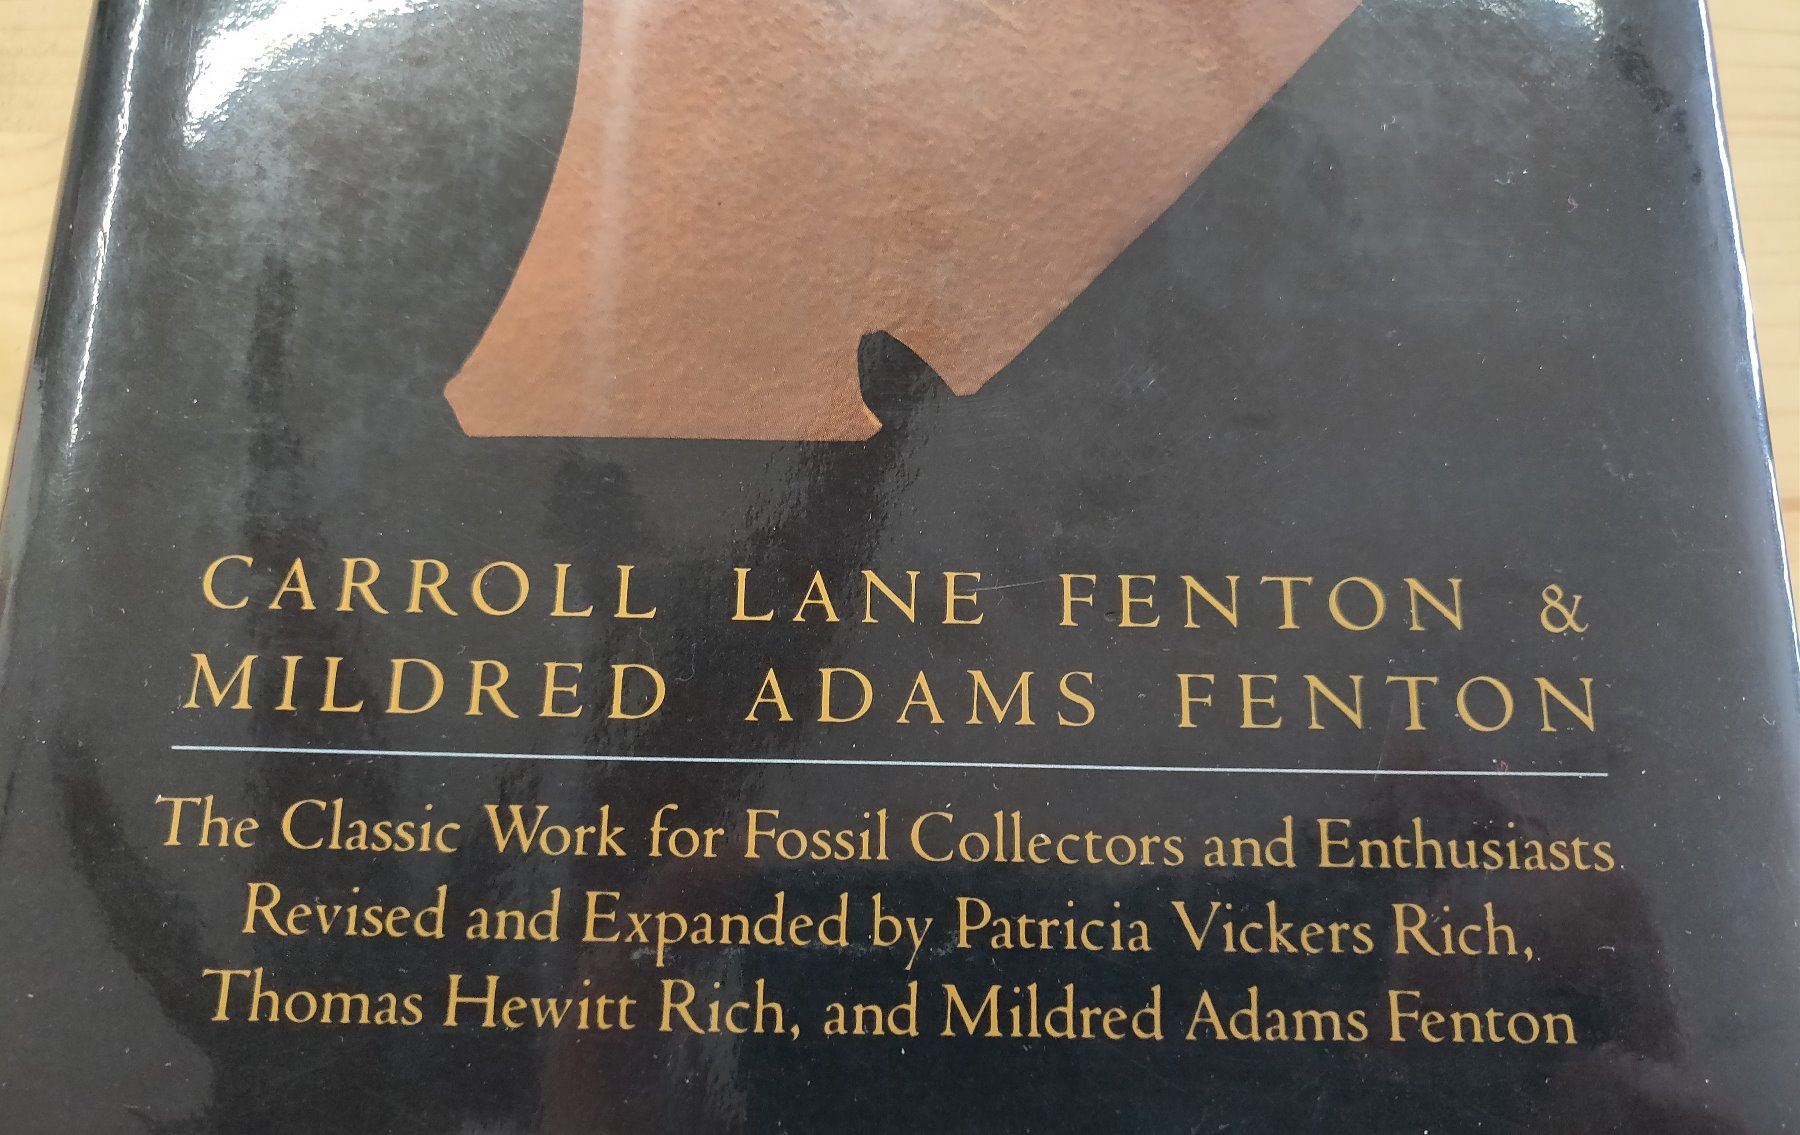 CARROLL LANE FENTON &
MILDRED ADAMS FENTON
The Classic Work for Fossil Collectors and Enthusiasts
Revised and Expanded by Patricia Vickers Rich,
Thomas Hewitt Rich, and Mildred Adams Fenton